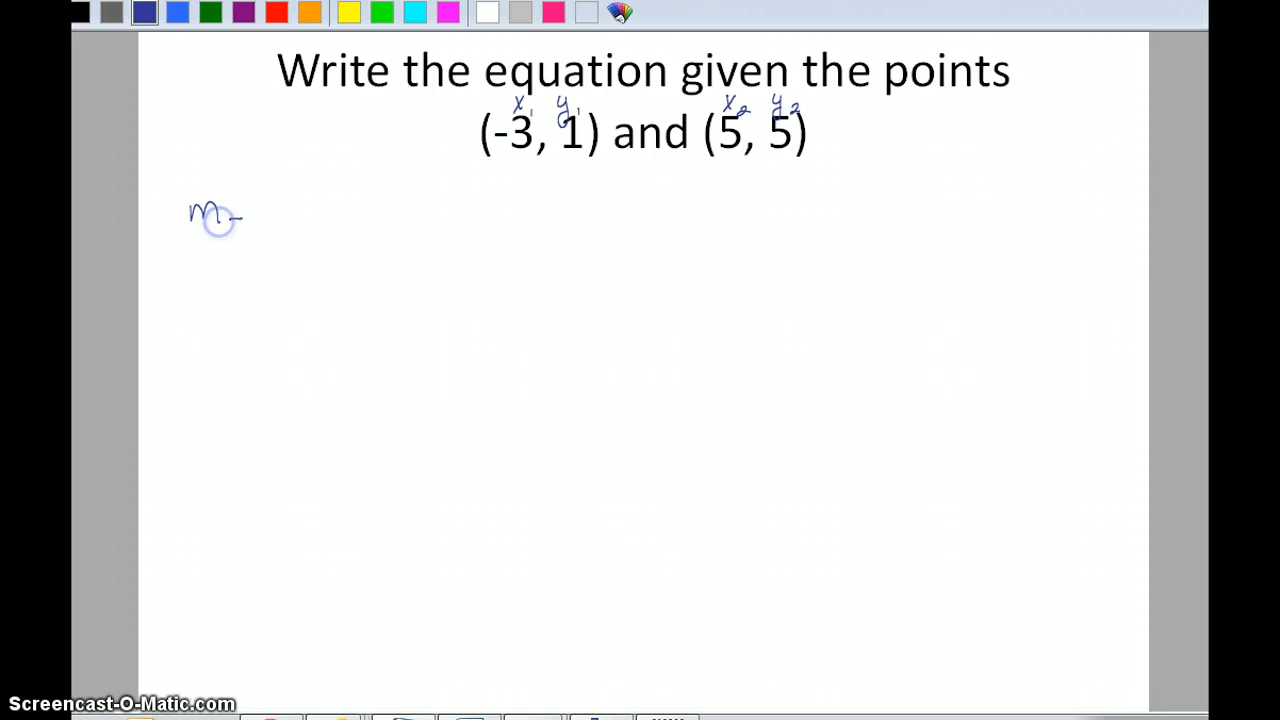 Write the equation given the points
x₁ y₁ x₂ y₂
(-3, 1) and (5, 5)
m-
Screencast-O-Matic.com